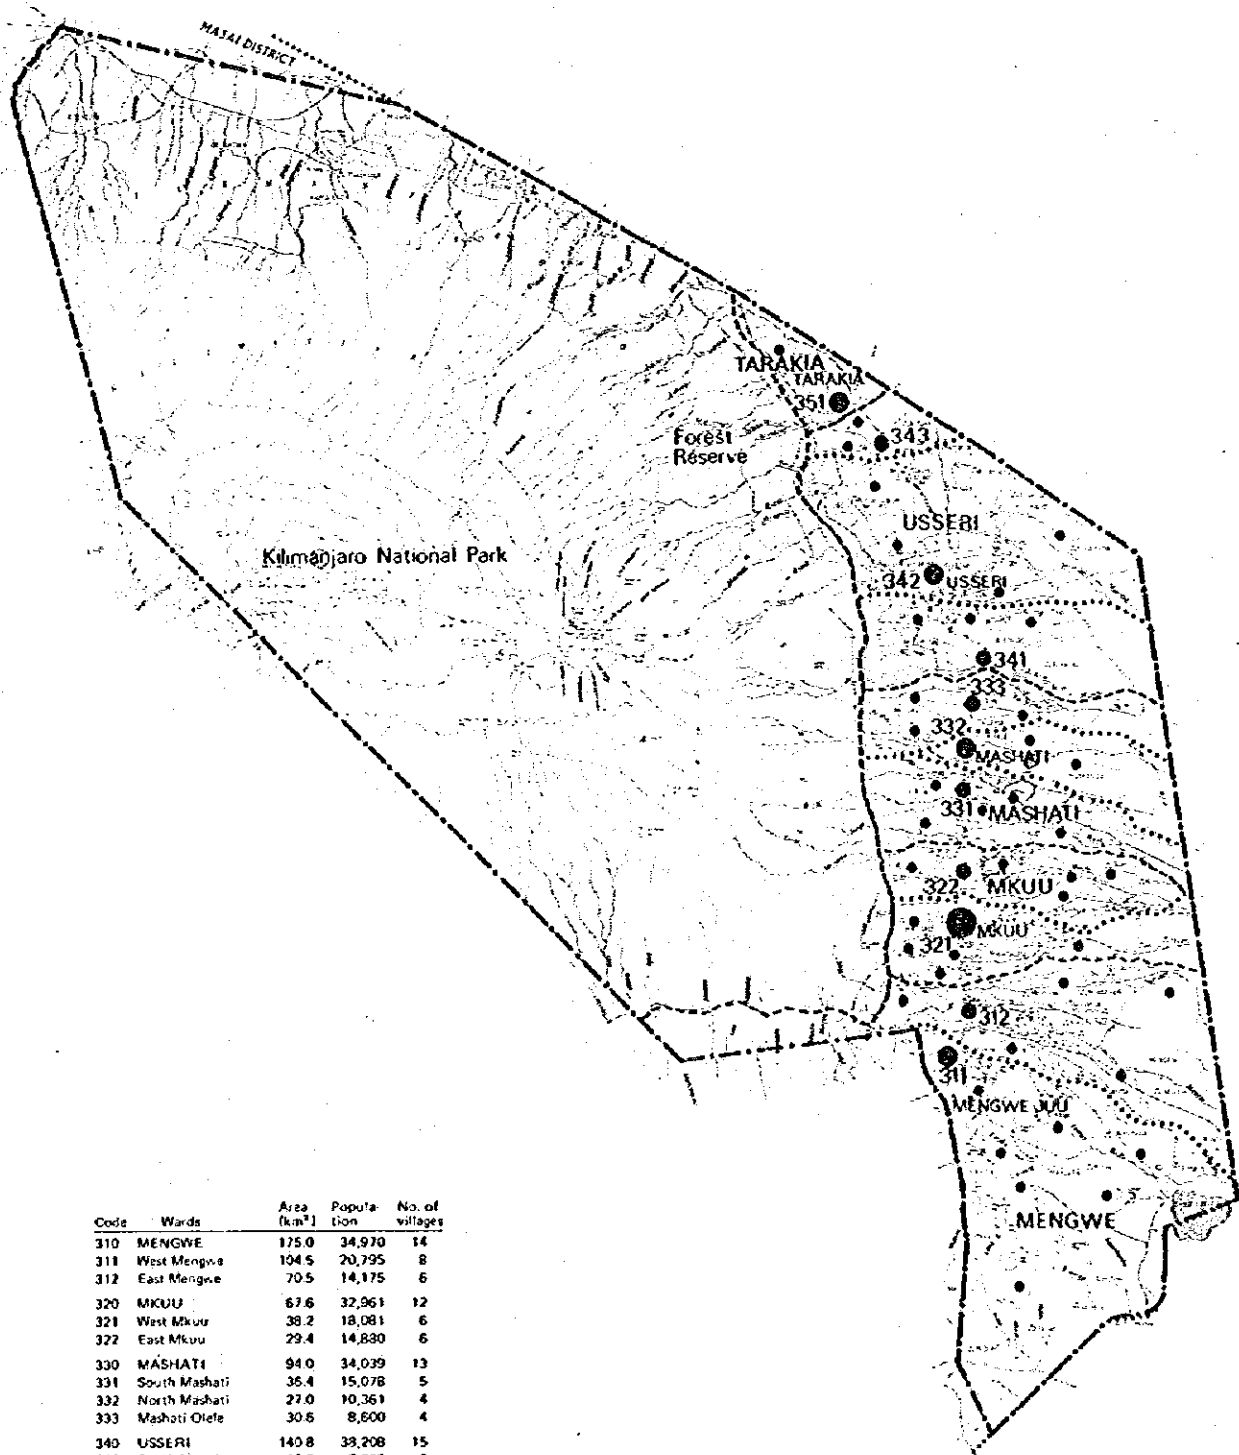 MASAI DISTRICT
TARAKIA
TARAKIA
351
343
Forest
Reserve
USSERI
Kilimanjaro National Park
342
USSERI
341
333
332
MASHATI
331
MASHATI
322
MKUU
MKUU
321
312
311
MENGWE JUU
MENGWE
Code Wards Area (km²) Popula-tion No. of villages
310 MENGWE 175.0 34,970 14
311 West Mengwe 104.5 20,795 8
312 East Mengwe 70.5 14,175 6
320 MKUU 67.6 32,961 12
321 West Mkuu 38.2 18,081 6
322 East Mkuu 29.4 14,880 6
330 MASHATI 94.0 34,039 13
331 South Mashati 36.4 15,078 5
332 North Mashati 27.0 10,361 4
333 Mashati Olele 30.6 8,600 4
340 USSERI 140.8 38,208 15